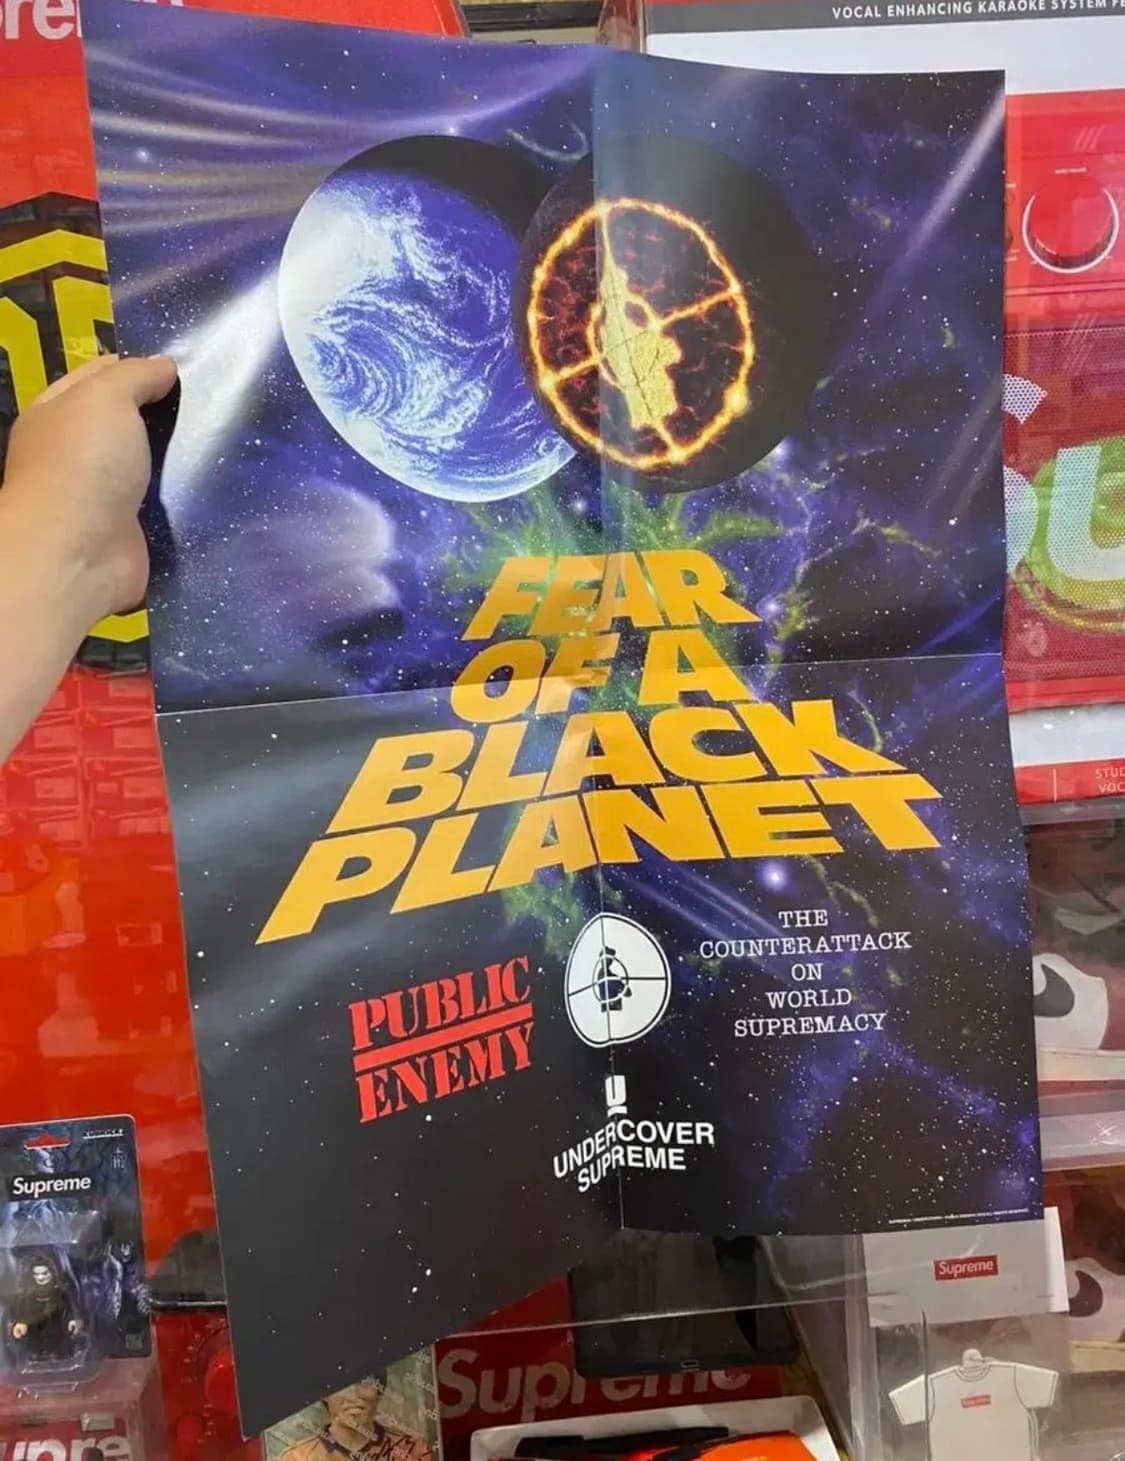 VOCAL ENHANCING KARAOKE SYSTEM
FEAR
OF A
BLACK
PLANET
PUBLIC
ENEMY
THE
COUNTERATTACK
ON
WORLD
SUPREMACY
U
UNDERCOVER
SUPREME
Supreme
Supreme
Supreme